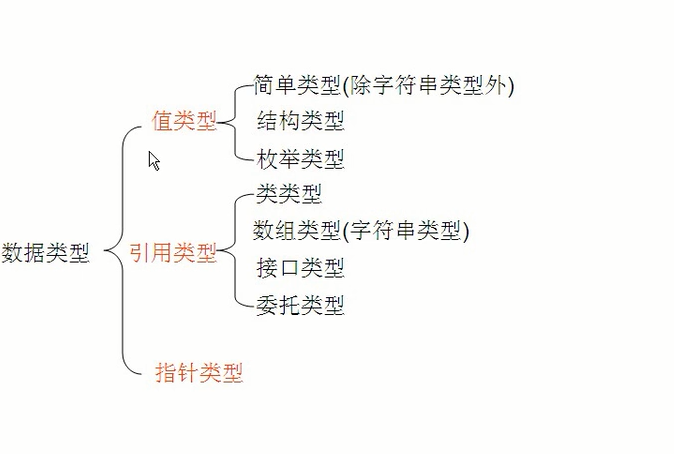 简单类型(除字符串类型外)
值类型
结构类型
枚举类型
类类型
数组类型(字符串类型)
数据类型
引用类型
接口类型
委托类型
指针类型